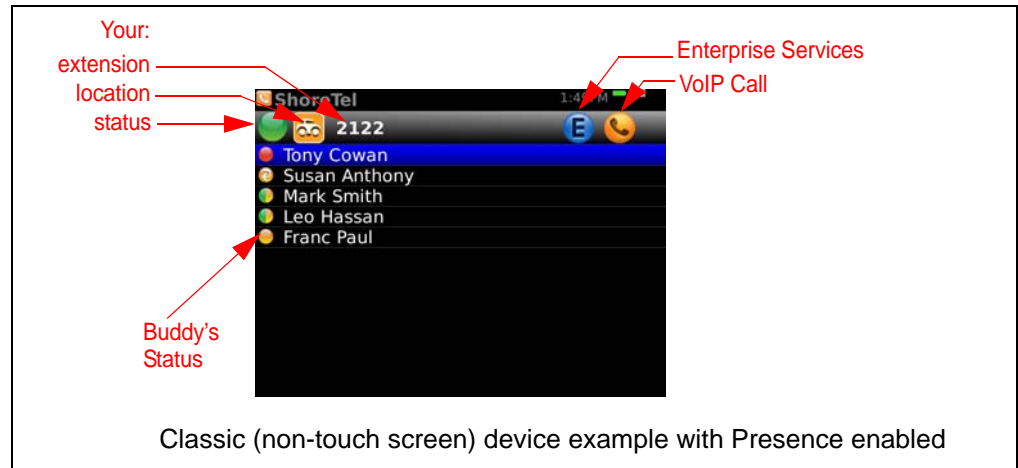 Your:
extension
location
status
Enterprise Services
VoIP Call
ShoreTel
2122
E
Tony Cowan
Susan Anthony
Mark Smith
Leo Hassan
Franc Paul
Buddy's
Status
Classic (non-touch screen) device example with Presence enabled